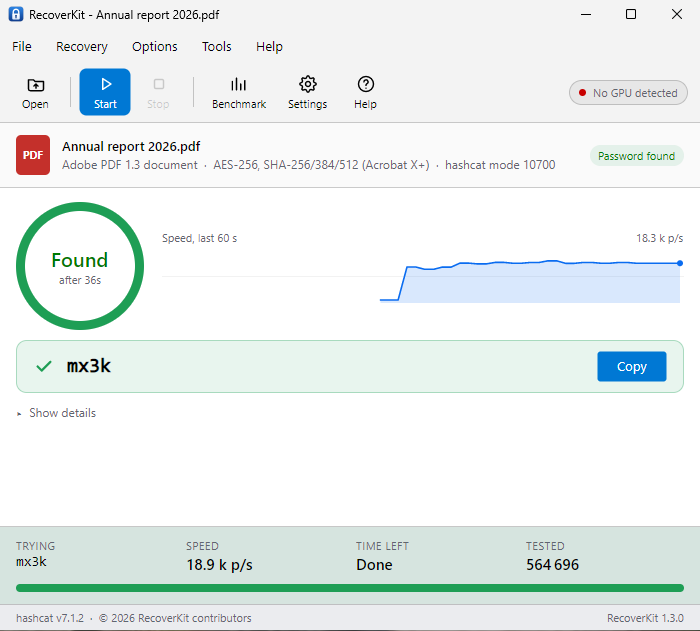 RecoverKit - Annual report 2026.pdf
File Recovery Options Tools Help
Open Start Stop Benchmark Settings Help No GPU detected
PDF
Annual report 2026.pdf
Adobe PDF 1.3 document · AES-256, SHA-256/384/512 (Acrobat X+) · hashcat mode 10700
Password found
Found
after 36s
Speed, last 60 s 18.3 k p/s
mx3k Copy
Show details
TRYING SPEED TIME LEFT TESTED
mx3k 18.9 k p/s Done 564 696
hashcat v7.1.2 · © 2026 RecoverKit contributors RecoverKit 1.3.0